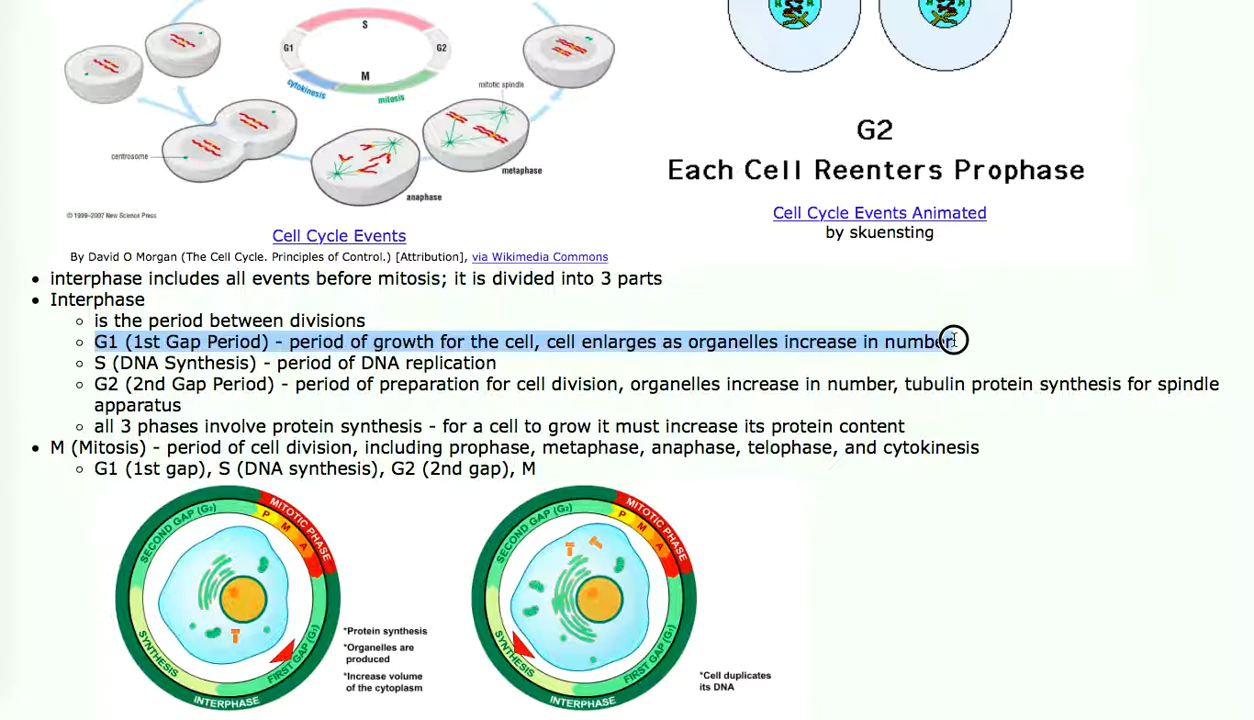 S
G1
G2
M
cytokinesis
mitosis
mitotic spindle
centrosome
metaphase
anaphase
© 1999–2007 New Science Press
Cell Cycle Events
By David O Morgan (The Cell Cycle. Principles of Control.) [Attribution], via Wikimedia Commons
G2
Each Cell Reenters Prophase
Cell Cycle Events Animated
by skuensting
• interphase includes all events before mitosis; it is divided into 3 parts
• Interphase
is the period between divisions
G1 (1st Gap Period) - period of growth for the cell, cell enlarges as organelles increase in number
S (DNA Synthesis) - period of DNA replication
G2 (2nd Gap Period) - period of preparation for cell division, organelles increase in number, tubulin protein synthesis for spindle
apparatus
all 3 phases involve protein synthesis - for a cell to grow it must increase its protein content
• M (Mitosis) - period of cell division, including prophase, metaphase, anaphase, telophase, and cytokinesis
G1 (1st gap), S (DNA synthesis), G2 (2nd gap), M
SECOND GAP (G2)
MITOTIC PHASE
P
M
A
SYNTHESIS
FIRST GAP (G1)
INTERPHASE
*Protein synthesis
*Organelles are
produced
*Increase volume
of the cytoplasm
SECOND GAP (G2)
MITOTIC PHASE
P
M
A
SYNTHESIS
FIRST GAP (G1)
INTERPHASE
*Cell duplicates
its DNA